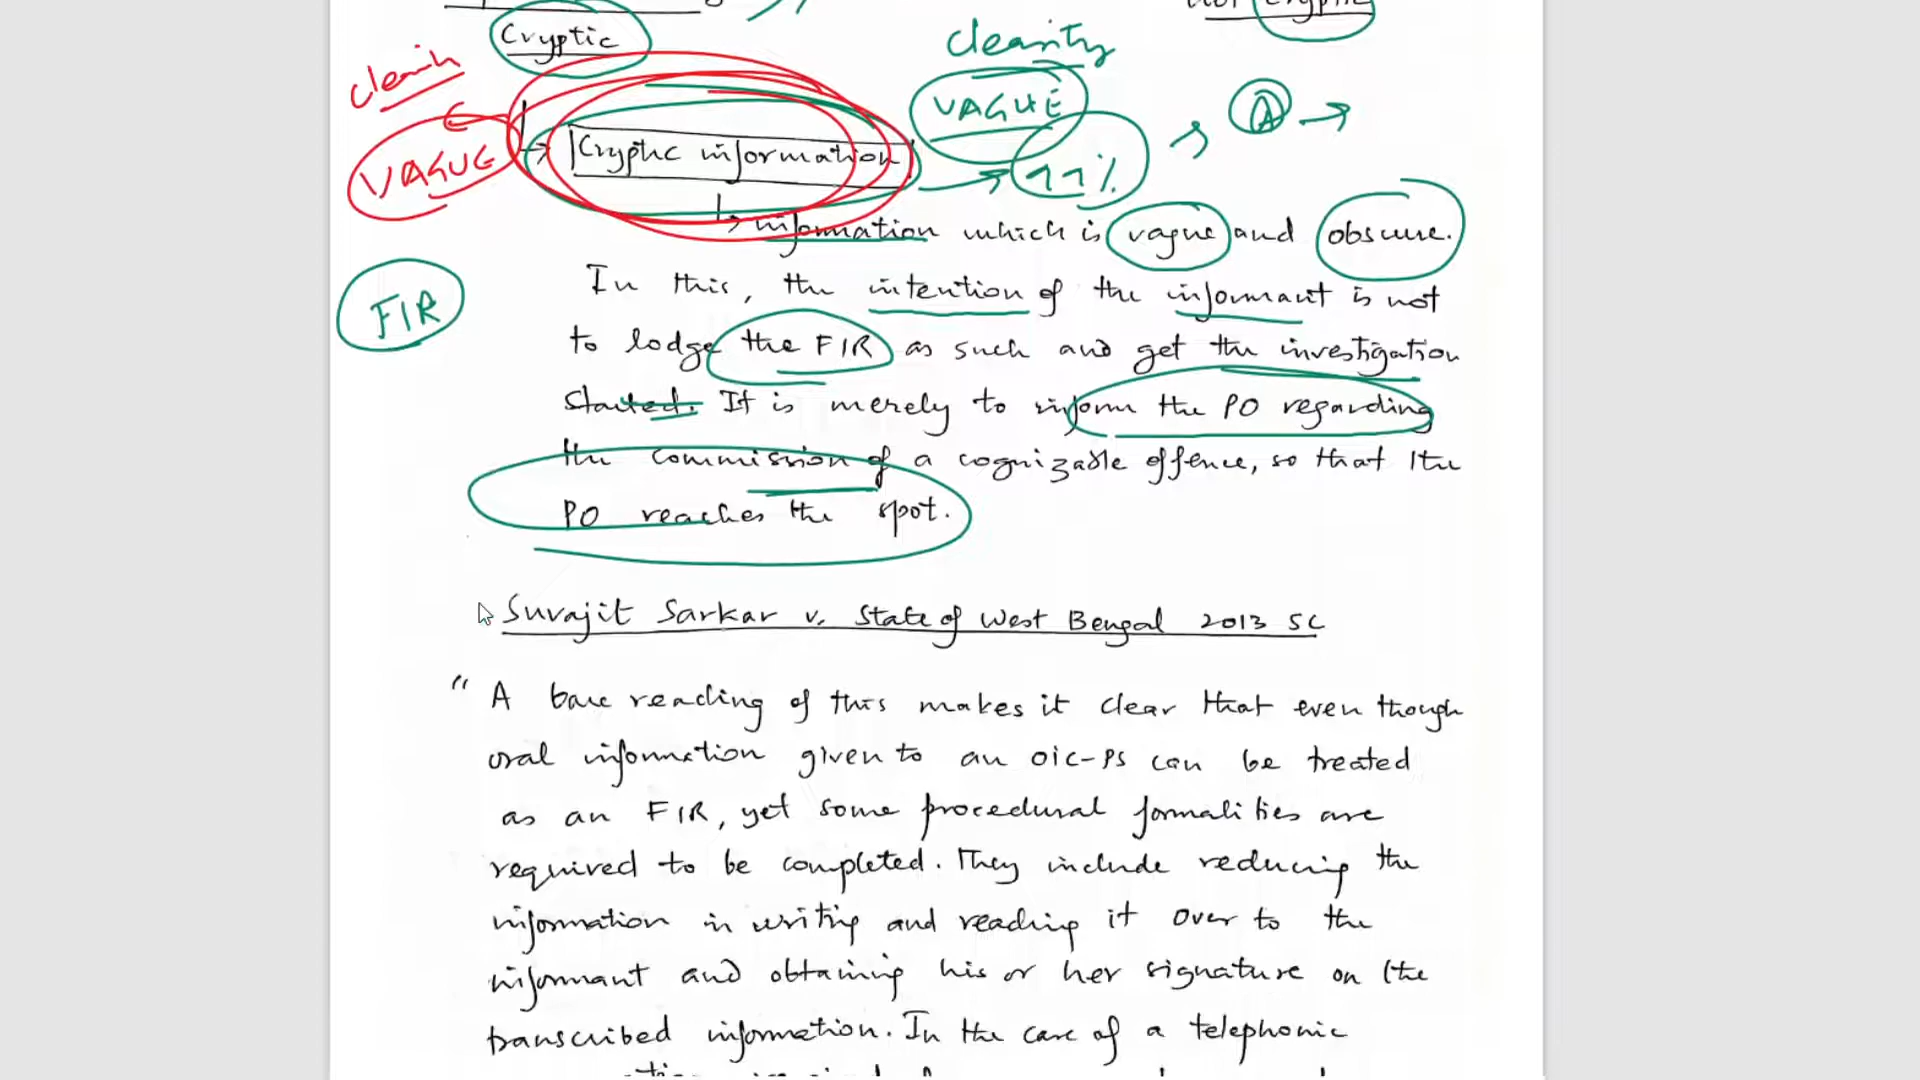 Cryptic
cryptic
clearity
VAGUE
A
VAGUE
Cryptic information
↳ information which is vague and obscure.
FIR
In this, the intention of the informant is not
to lodge the FIR as such and get the investigation
started. It is merely to inform the PO regarding
the commission of a cognizable offence, so that the
PO reaches the spot.
Suvajit Sarkar v. State of West Bengal 2013 SC
" A bare reading of this makes it clear that even though
oral information given to an OIC-PS can be treated
as an FIR, yet some procedural formalities are
required to be completed. They include reducing the
information in writing and reading it over to the
informant and obtaining his or her signature on the
transcribed information. In the case of a telephonic